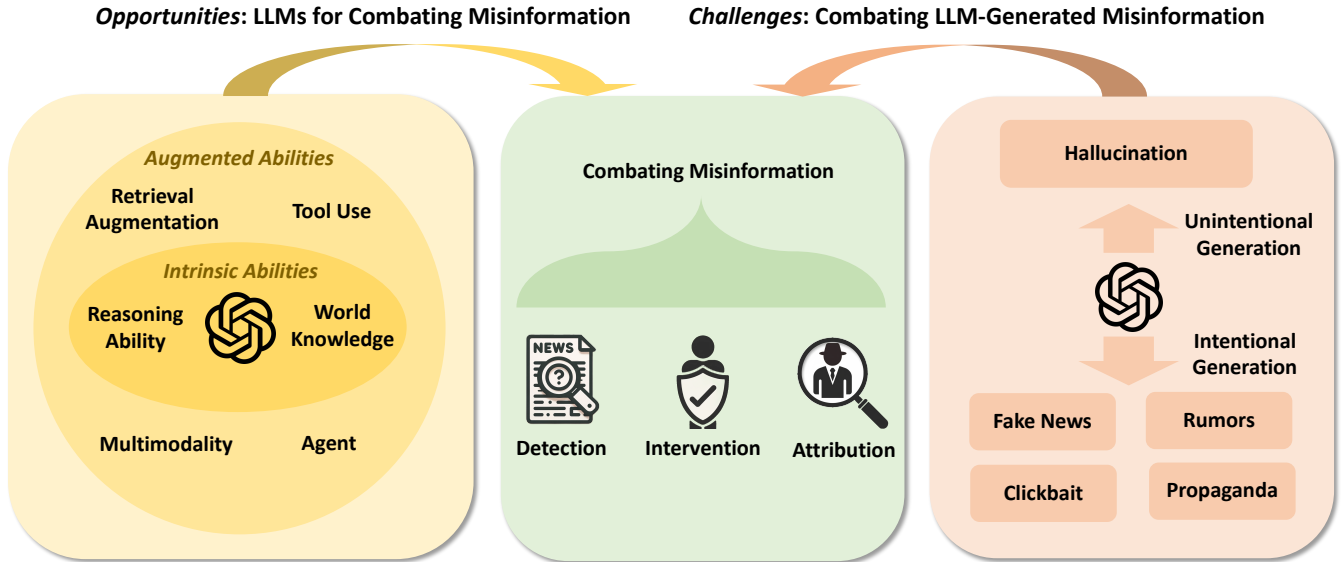 Opportunities: LLMs for Combating Misinformation
Challenges: Combating LLM-Generated Misinformation
Augmented Abilities
Retrieval
Augmentation
Tool Use
Intrinsic Abilities
Reasoning
Ability
World
Knowledge
Multimodality
Agent
Combating Misinformation
NEWS
?
Detection
Intervention
Attribution
Hallucination
Unintentional
Generation
Intentional
Generation
Fake News
Rumors
Clickbait
Propaganda